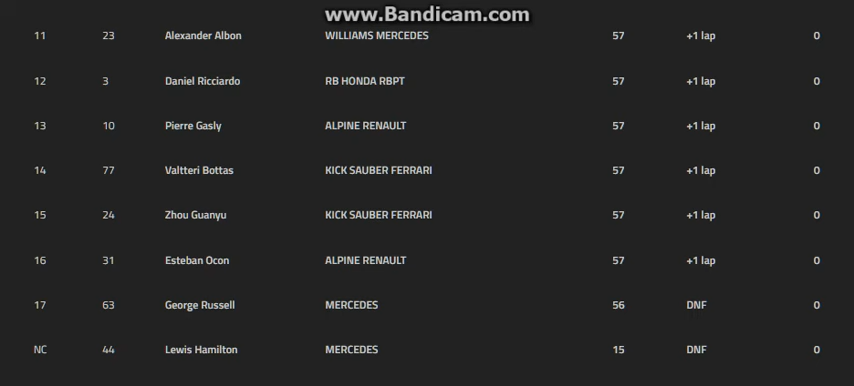 www.Bandicam.com
11 23 Alexander Albon WILLIAMS MERCEDES 57 +1 lap 0
12 3 Daniel Ricciardo RB HONDA RBPT 57 +1 lap 0
13 10 Pierre Gasly ALPINE RENAULT 57 +1 lap 0
14 77 Valtteri Bottas KICK SAUBER FERRARI 57 +1 lap 0
15 24 Zhou Guanyu KICK SAUBER FERRARI 57 +1 lap 0
16 31 Esteban Ocon ALPINE RENAULT 57 +1 lap 0
17 63 George Russell MERCEDES 56 DNF 0
NC 44 Lewis Hamilton MERCEDES 15 DNF 0